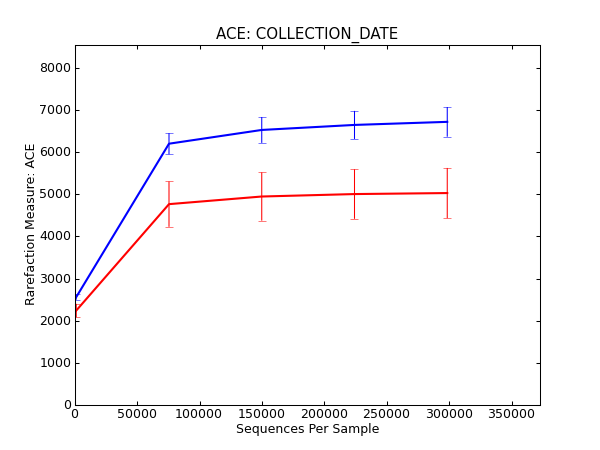 ACE: COLLECTION_DATE
8000
7000
6000
5000
4000
3000
2000
1000
0
Rarefaction Measure: ACE
0 50000 100000 150000 200000 250000 300000 350000
Sequences Per Sample